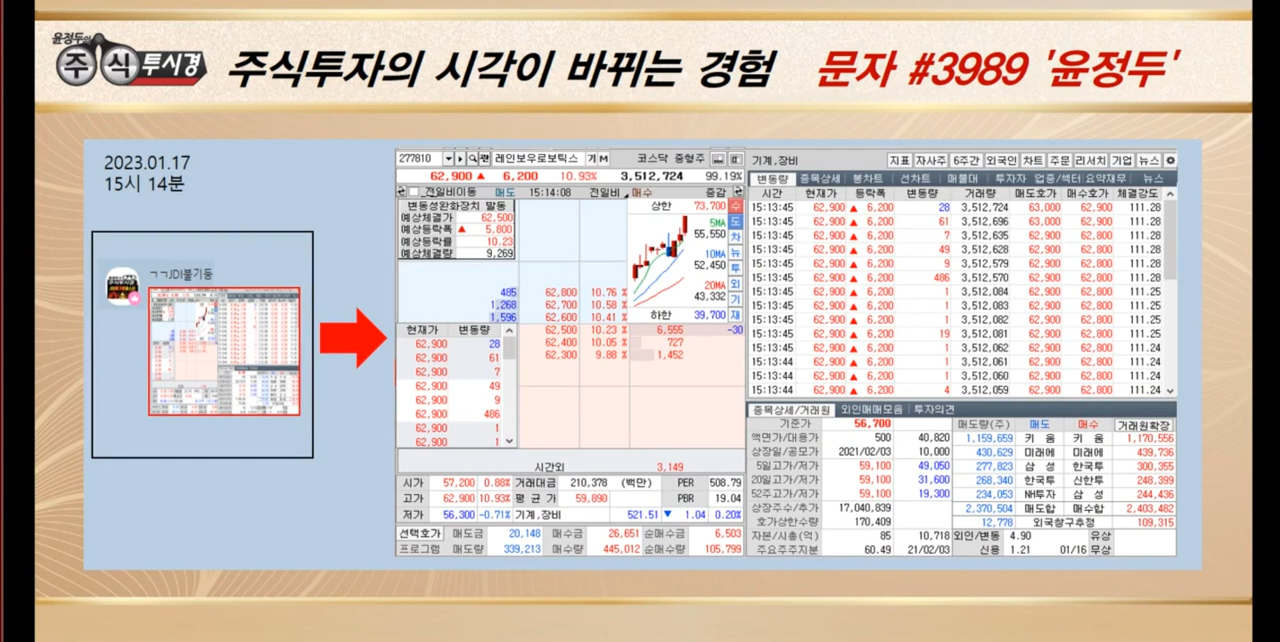 윤정두의
주식투시경
주식투자의 시각이 바뀌는 경험 문자 #3989 '윤정두'
2023.01.17
15시 14분
ㄱㄱJDI불기둥
277810 레인보우로보틱스 기 M 코스닥 중형주
62,900 ▲ 6,200 10.93% 3,512,724 99.19%
전일비이동 매도 15:14:08 전일비 매수 증감
변동성완화장치 발동
예상체결가 62,500
예상등락폭 ▲ 5,800
예상등락률 10.23
예상체결량 9,269
상한 73,700
5MA
55,550
10MA
52,450
20MA
43,332
하한 39,700
수
도
차
뉴
투
외
기
재
485 62,800 10.76 %
1,268 62,700 10.58 %
1,596 62,600 10.41 %
62,500 10.23 % 6,555 -30
62,400 10.05 % 727
62,300 9.88 % 1,452
현재가 변동량
62,900 28
62,900 61
62,900 7
62,900 49
62,900 9
62,900 486
62,900 1
62,900 1
시간외 3,149
시가 57,200 0.88% 거래대금 210,378 (백만) PER 508.79
고가 62,900 10.93% 평균가 59,890 PBR 19.04
저가 56,300 -0.71% 기계,장비 521.51 ▼ 1.04 0.20%
선택호가 매도금 20,148 매수금 26,651 순매수금 6,503
프로그램 매도량 339,213 매수량 445,012 순매수량 105,799
기계,장비 지표 자사주 6주간 외국인 차트 주문 리서치 기업 뉴스
변동량 종목상세 봉차트 선차트 매물대 투자자 업종/섹터 요약재무 뉴스
시간 현재가 등락폭 변동량 거래량 매도호가 매수호가 체결강도
15:13:45 62,900 ▲ 6,200 28 3,512,724 63,000 62,900 111.28
15:13:45 62,900 ▲ 6,200 61 3,512,696 63,000 62,900 111.28
15:13:45 62,900 ▲ 6,200 7 3,512,635 62,900 62,800 111.28
15:13:45 62,900 ▲ 6,200 49 3,512,628 62,900 62,800 111.28
15:13:45 62,900 ▲ 6,200 9 3,512,579 62,900 62,800 111.28
15:13:45 62,900 ▲ 6,200 486 3,512,570 62,900 62,800 111.28
15:13:45 62,900 ▲ 6,200 1 3,512,084 62,900 62,800 111.25
15:13:45 62,900 ▲ 6,200 1 3,512,083 62,900 62,800 111.25
15:13:45 62,900 ▲ 6,200 1 3,512,082 62,900 62,800 111.25
15:13:45 62,900 ▲ 6,200 19 3,512,081 62,900 62,800 111.25
15:13:45 62,900 ▲ 6,200 1 3,512,062 62,900 62,800 111.24
15:13:44 62,900 ▲ 6,200 1 3,512,061 62,900 62,800 111.24
15:13:44 62,900 ▲ 6,200 1 3,512,060 62,900 62,800 111.24
15:13:44 62,900 ▲ 6,200 4 3,512,059 62,900 62,800 111.24
종목상세/거래원 외인매매모음 투자의견
기준가 56,700 매도량(주) 매도 매수 거래원확장
액면가/대용가 500 40,820 1,159,659 키움 키움 1,170,556
상장일/공모가 2021/02/03 10,000 430,629 미래에 미래에 439,736
5일고가/저가 59,100 49,050 277,823 삼성 한국투 300,355
20일고가/저가 59,100 31,600 268,340 한국투 신한투 248,399
52주고가/저가 59,100 19,300 234,053 NH투자 삼성 244,436
상장주수/추가 17,040,839 2,370,504 매도합 매수합 2,403,482
호가상한수량 170,409 12,778 외국창구추정 109,315
자본/시총(억) 85 10,718 외인/변동 4.90 유상
주요주주지분 60.49 21/02/03 신용 1.21 01/16 무상